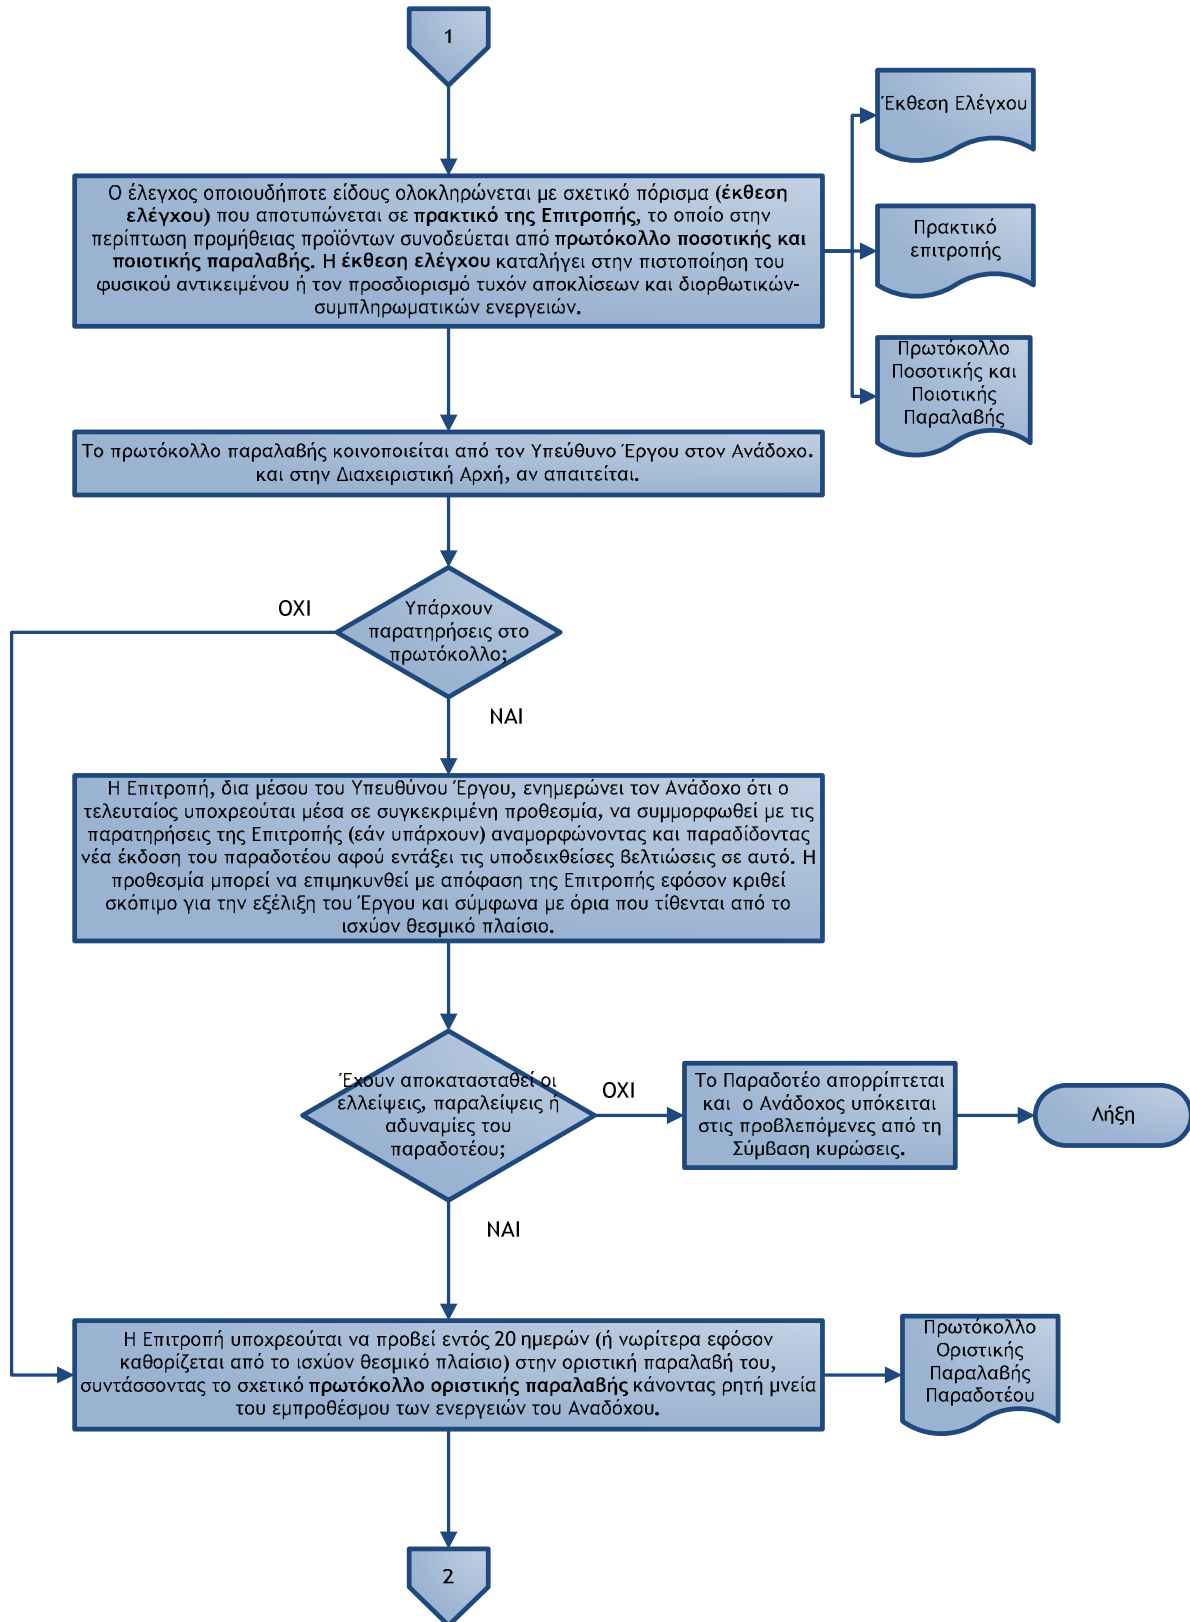 1
Έκθεση Ελέγχου
Ο έλεγχος οποιουδήποτε είδους ολοκληρώνεται με σχετικό πόρισμα (έκθεση
ελέγχου) που αποτυπώνεται σε πρακτικό της Επιτροπής, το οποίο στην
περίπτωση προμήθειας προϊόντων συνοδεύεται από πρωτόκολλο ποσοτικής και
ποιοτικής παραλαβής. Η έκθεση ελέγχου καταλήγει στην πιστοποίηση του
φυσικού αντικειμένου ή τον προσδιορισμό τυχόν αποκλίσεων και διορθωτικών-
συμπληρωματικών ενεργειών.
Πρακτικό
επιτροπής
Πρωτόκολλο
Ποσοτικής και
Ποιοτικής
Παραλαβής
Το πρωτόκολλο παραλαβής κοινοποιείται από τον Υπεύθυνο Έργου στον Ανάδοχο.
και στην Διαχειριστική Αρχή, αν απαιτείται.
ΟΧΙ
Υπάρχουν
παρατηρήσεις στο
πρωτόκολλο;
ΝΑΙ
Η Επιτροπή, δια μέσου του Υπευθύνου Έργου, ενημερώνει τον Ανάδοχο ότι ο
τελευταίος υποχρεούται μέσα σε συγκεκριμένη προθεσμία, να συμμορφωθεί με τις
παρατηρήσεις της Επιτροπής (εάν υπάρχουν) αναμορφώνοντας και παραδίδοντας
νέα έκδοση του παραδοτέου αφού εντάξει τις υποδειχθείσες βελτιώσεις σε αυτό. Η
προθεσμία μπορεί να επιμηκυνθεί με απόφαση της Επιτροπής εφόσον κριθεί
σκόπιμο για την εξέλιξη του Έργου και σύμφωνα με όρια που τίθενται από το
ισχύον θεσμικό πλαίσιο.
Έχουν αποκατασταθεί οι
ελλείψεις, παραλείψεις ή
αδυναμίες του
παραδοτέου;
ΟΧΙ
Το Παραδοτέο απορρίπτεται
και ο Ανάδοχος υπόκειται
στις προβλεπόμενες από τη
Σύμβαση κυρώσεις.
Λήξη
ΝΑΙ
Η Επιτροπή υποχρεούται να προβεί εντός 20 ημερών (ή νωρίτερα εφόσον
καθορίζεται από το ισχύον θεσμικό πλαίσιο) στην οριστική παραλαβή του,
συντάσσοντας το σχετικό πρωτόκολλο οριστικής παραλαβής κάνοντας ρητή μνεία
του εμπροθέσμου των ενεργειών του Αναδόχου.
Πρωτόκολλο
Οριστικής
Παραλαβής
Παραδοτέου
2